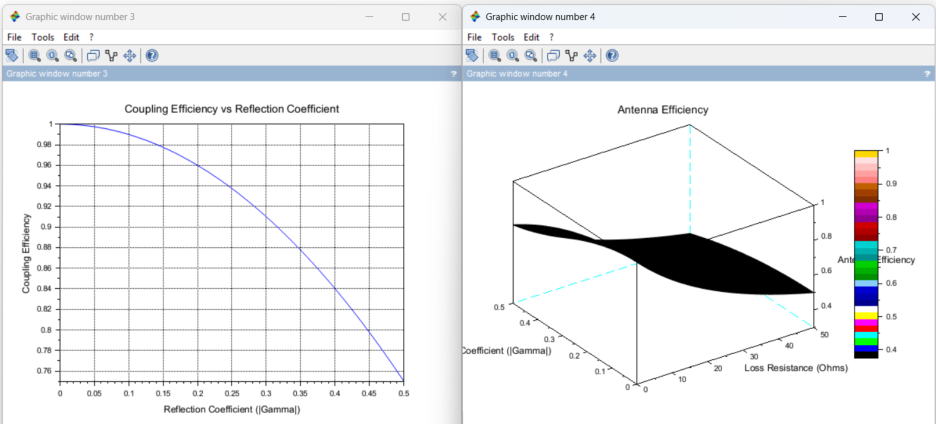 Graphic window number 3
File Tools Edit ?
Graphic window number 3 ?
Coupling Efficiency vs Reflection Coefficient
Coupling Efficiency
1
0.98
0.96
0.94
0.92
0.9
0.88
0.86
0.84
0.82
0.8
0.78
0.76
0 0.05 0.1 0.15 0.2 0.25 0.3 0.35 0.4 0.45 0.5
Reflection Coefficient (|Gamma|)
Graphic window number 4
File Tools Edit ?
Graphic window number 4 ?
Antenna Efficiency
1
0.8
0.6
0.4
Efficiency
0.5
0.4
0.3
0.2
0.1
0
Coefficient (|Gamma|)
0
10
20
30
40
50
Loss Resistance (Ohms)
1
0.9
0.8
0.7
0.6
0.5
0.4